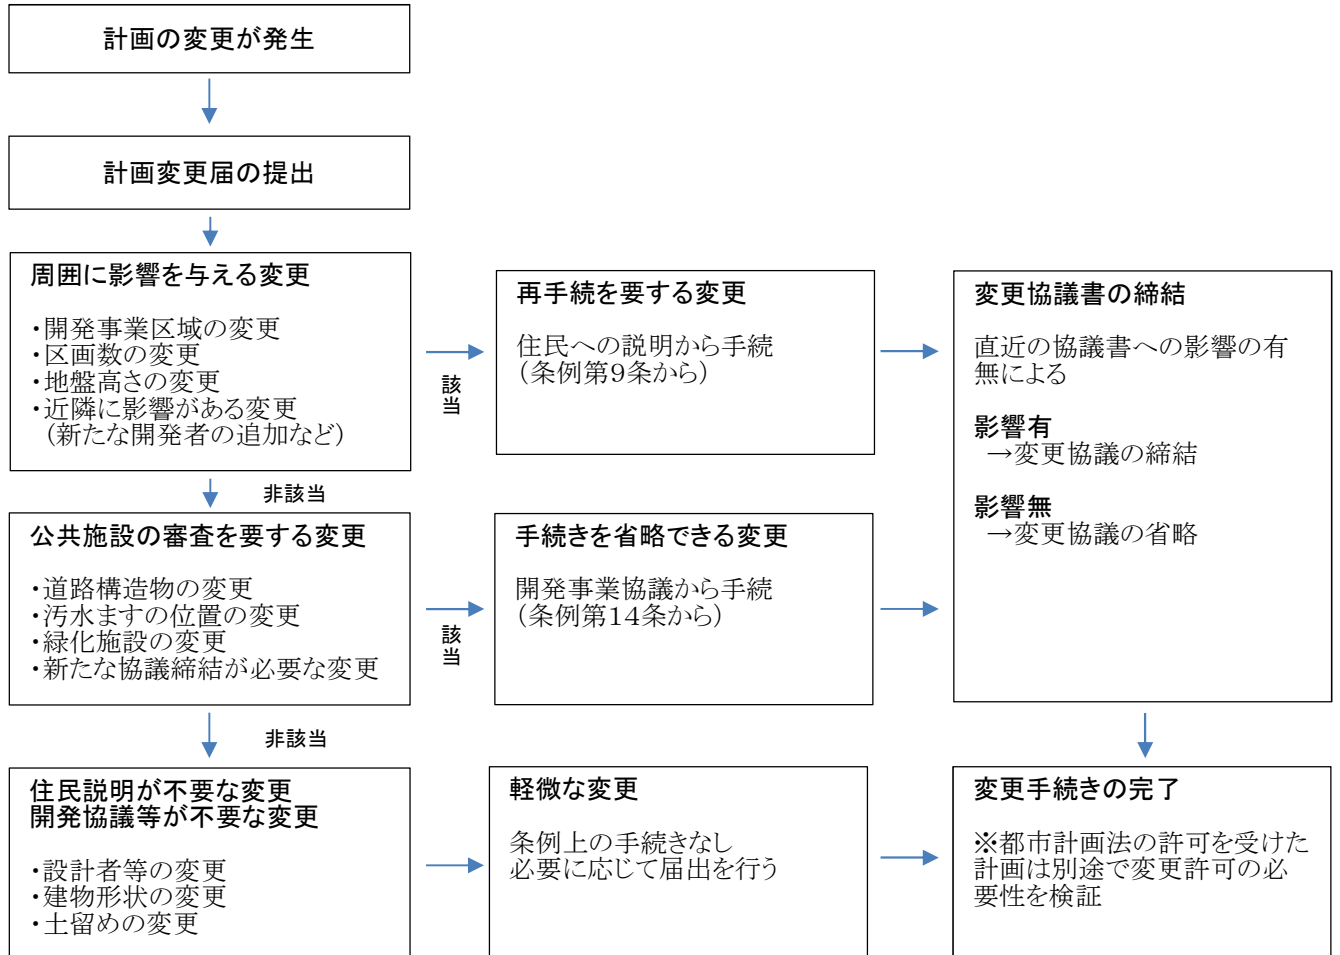 計画の変更が発生
計画変更届の提出
周囲に影響を与える変更
・開発事業区域の変更
・区画数の変更
・地盤高さの変更
・近隣に影響がある変更
（新たな開発者の追加など）
該当
再手続を要する変更
住民への説明から手続
（条例第９条から）
変更協議書の締結
直近の協議書への影響の有
無による
影響有
→変更協議の締結
影響無
→変更協議の省略
非該当
公共施設の審査を要する変更
・道路構造物の変更
・汚水ますの位置の変更
・緑化施設の変更
・新たな協議締結が必要な変更
該当
手続きを省略できる変更
開発事業協議から手続
（条例第１４条から）
非該当
住民説明が不要な変更
開発協議等が不要な変更
・設計者等の変更
・建物形状の変更
・土留めの変更
軽微な変更
条例上の手続きなし
必要に応じて届出を行う
変更手続きの完了
※都市計画法の許可を受けた
計画は別途で変更許可の必
要性を検証